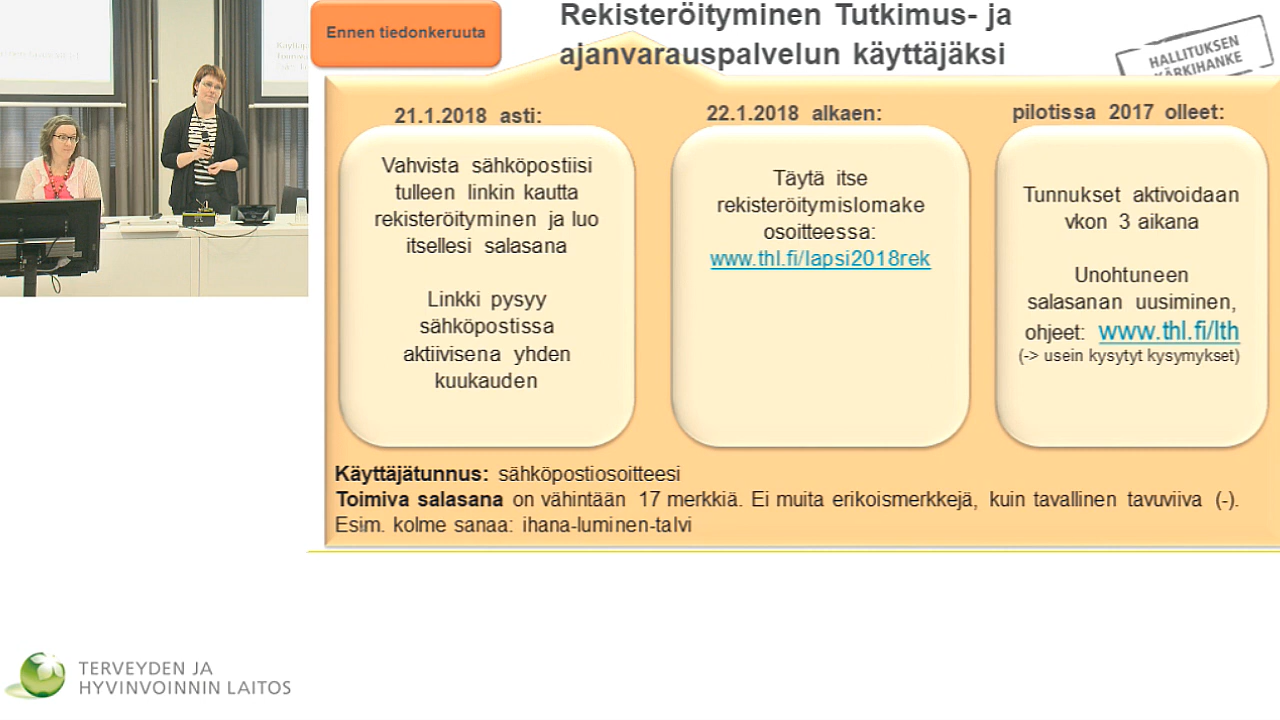 Ennen tiedonkeruuta
Rekisteröityminen Tutkimus- ja
ajanvarauspalvelun käyttäjäksi
HALLITUKSEN
KÄRKIHANKE
21.1.2018 asti:
Vahvista sähköpostiisi
tulleen linkin kautta
rekisteröityminen ja luo
itsellesi salasana
Linkki pysyy
sähköpostissa
aktiivisena yhden
kuukauden
22.1.2018 alkaen:
Täytä itse
rekisteröitymislomake
osoitteessa:
www.thl.fi/lapsi2018rek
pilotissa 2017 olleet:
Tunnukset aktivoidaan
vkon 3 aikana
Unohtuneen
salasanan uusiminen,
ohjeet: www.thl.fi/lth
(-> usein kysytyt kysymykset)
Käyttäjätunnus: sähköpostiosoitteesi
Toimiva salasana on vähintään 17 merkkiä. Ei muita erikoismerkkejä, kuin tavallinen tavuviiva (-).
Esim. kolme sanaa: ihana-luminen-talvi
TERVEYDEN JA
HYVINVOINNIN LAITOS